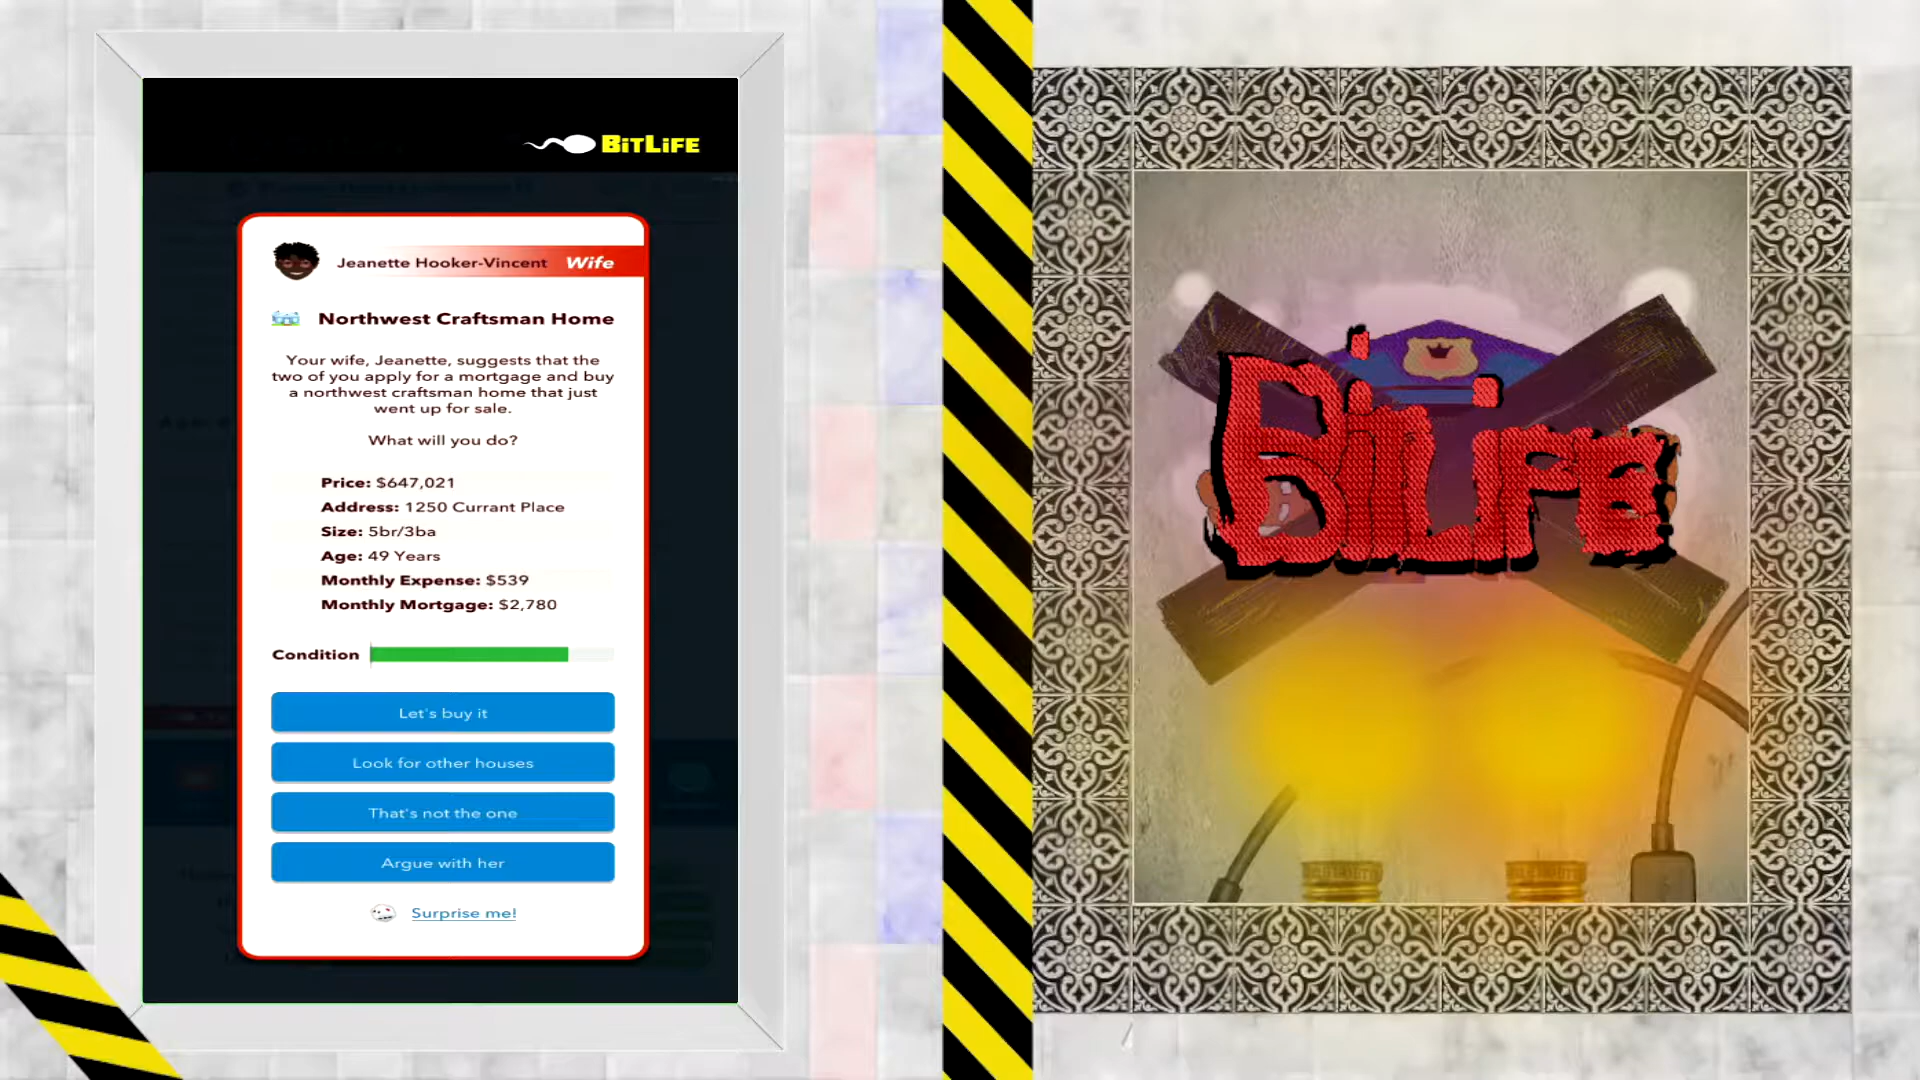 BITLIFE
Jeanette Hooker-Vincent Wife
Northwest Craftsman Home
Your wife, Jeanette, suggests that the
two of you apply for a mortgage and buy
a northwest craftsman home that just
went up for sale.
What will you do?
Price: $647,021
Address: 1250 Currant Place
Size: 5br/3ba
Age: 49 Years
Monthly Expense: $539
Monthly Mortgage: $2,780
Condition
Let's buy it
Look for other houses
That's not the one
Argue with her
Surprise me!
BitLife